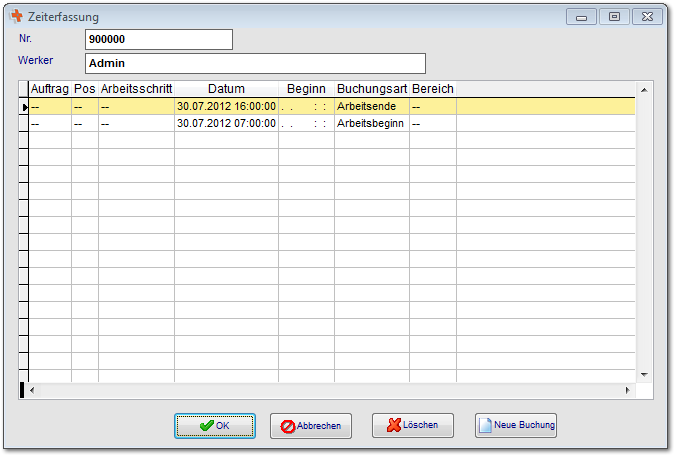 Zeiterfassung
Nr. 900000
Werker Admin
Auftrag Pos Arbeitsschritt Datum Beginn Buchungsart Bereich
-- -- -- 30.07.2012 16:00:00 . . : : Arbeitsende --
-- -- -- 30.07.2012 07:00:00 . . : : Arbeitsbeginn --
OK Abbrechen Löschen Neue Buchung